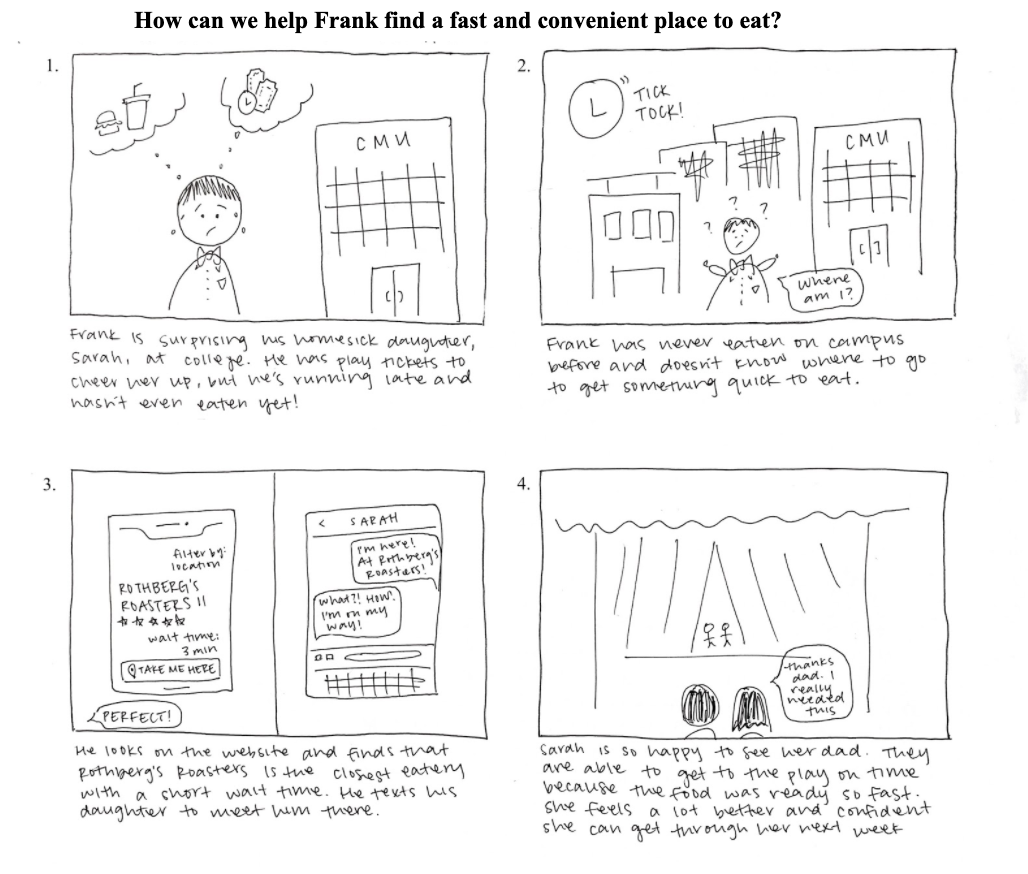 How can we help Frank find a fast and convenient place to eat?
1.
CMU
Frank is surprising his homesick daughter,
Sarah, at college. He has play tickets to
cheer her up, but he's running late and
hasn't even eaten yet!
2.
TICK
TOCK!
CMU
? ? ?
Where
am I?
Frank has never eaten on campus
before and doesn't know where to go
to get something quick to eat.
3.
filter by:
location
ROTHBERG'S
ROASTERS II
wait time:
3 min
TAKE ME HERE
PERFECT!
< SARAH
I'm here!
At Rothberg's
Roasters!
What?! How?
I'm on my
way!
He looks on the website and finds that
Rothberg's Roasters is the closest eatery
with a short wait time. He texts his
daughter to meet him there.
4.
thanks
dad. I
really
needed
this
Sarah is so happy to see her dad. They
are able to get to the play on time
because the food was ready so fast.
She feels a lot better and confident
she can get through her next week